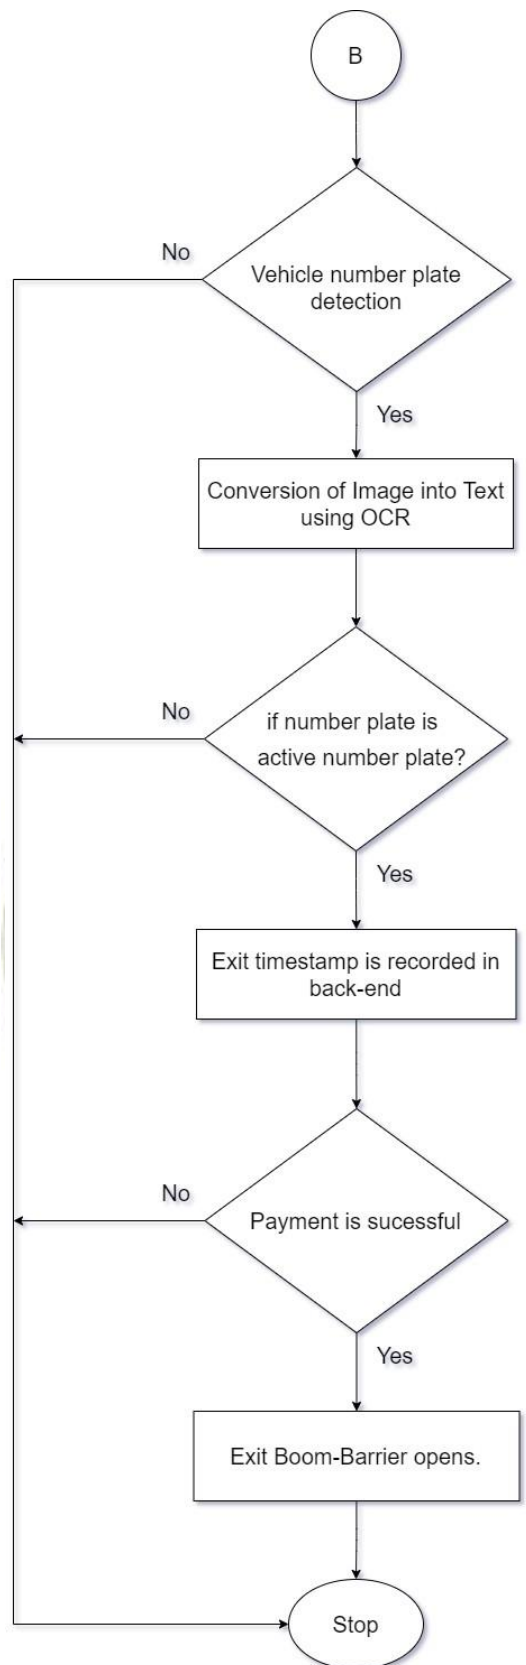 B
No
Vehicle number plate
detection
Yes
Conversion of Image into Text
using OCR
No
if number plate is
active number plate?
Yes
Exit timestamp is recorded in
back-end
No
Payment is sucessful
Yes
Exit Boom-Barrier opens.
Stop